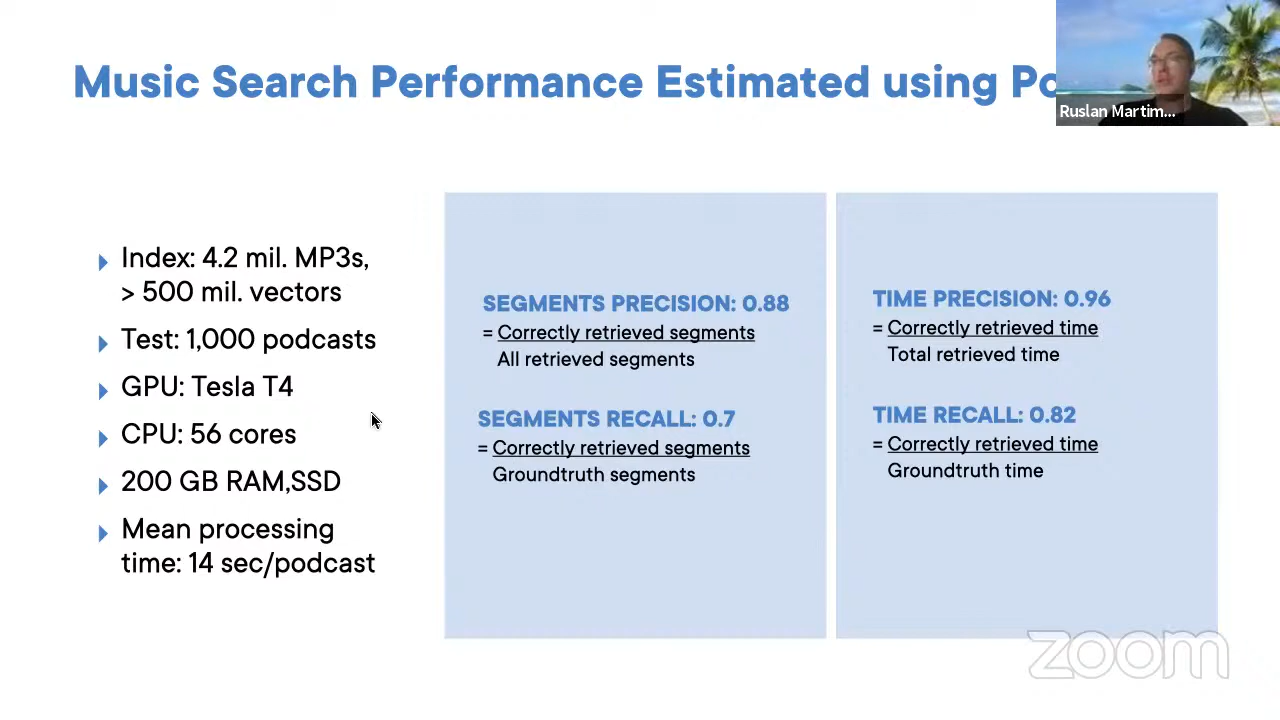 Music Search Performance Estimated using
Ruslan Martim...
Index: 4.2 mil. MP3s,
> 500 mil. vectors
Test: 1,000 podcasts
GPU: Tesla T4
CPU: 56 cores
200 GB RAM,SSD
Mean processing
time: 14 sec/podcast
SEGMENTS PRECISION: 0.88
= Correctly retrieved segments
All retrieved segments
SEGMENTS RECALL: 0.7
= Correctly retrieved segments
Groundtruth segments
TIME PRECISION: 0.96
= Correctly retrieved time
Total retrieved time
TIME RECALL: 0.82
= Correctly retrieved time
Groundtruth time
zoom